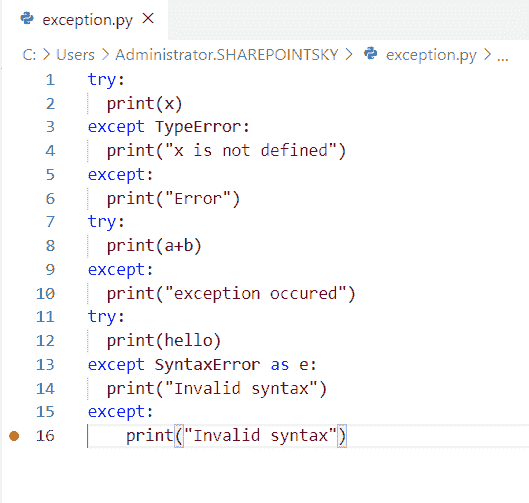 exception.py ×
C: > Users > Administrator.SHAREPOINTSKY > exception.py > ...
1 try:
2   print(x)
3 except TypeError:
4   print("x is not defined")
5 except:
6   print("Error")
7 try:
8   print(a+b)
9 except:
10   print("exception occured")
11 try:
12   print(hello)
13 except SyntaxError as e:
14   print("Invalid syntax")
15 except:
16     print("Invalid syntax")